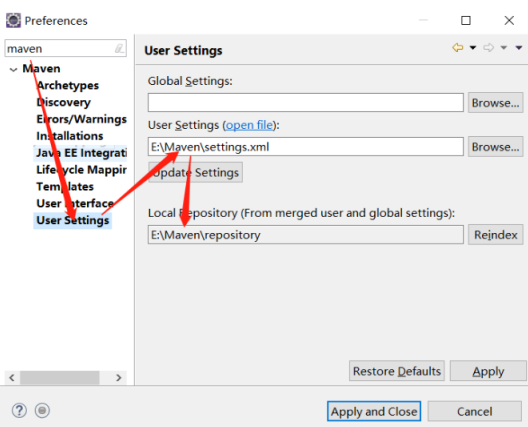 Preferences
maven
User Settings
Maven
Archetypes
Discovery
Errors/Warnings
Installations
Java EE Integrati
Lifecycle Mappin
Templates
User Interface
User Settings
Global Settings:
Browse...
User Settings (open file):
E:\Maven\settings.xml
Browse...
Update Settings
Local Repository (From merged user and global settings):
E:\Maven\repository
Reindex
Restore Defaults
Apply
Apply and Close
Cancel